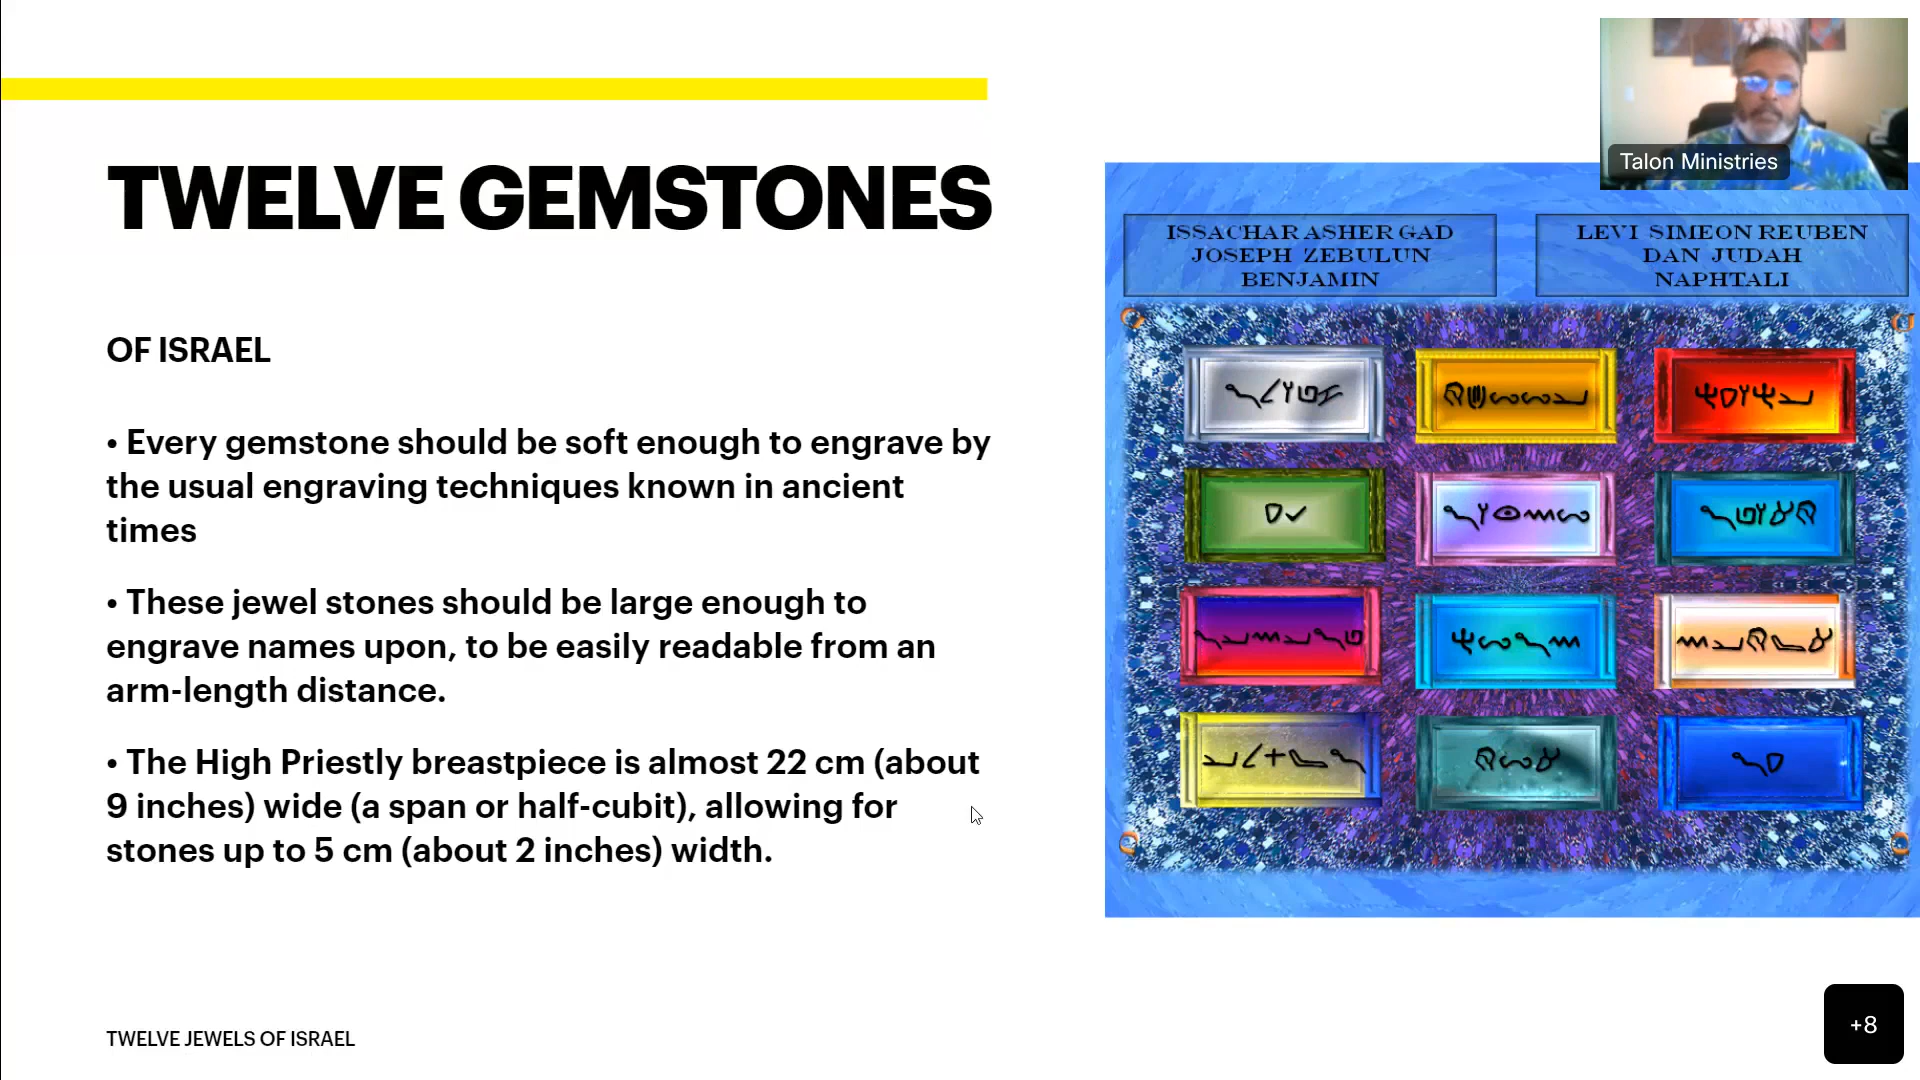 Talon Ministries
TWELVE GEMSTONES
OF ISRAEL
• Every gemstone should be soft enough to engrave by
the usual engraving techniques known in ancient
times
• These jewel stones should be large enough to
engrave names upon, to be easily readable from an
arm-length distance.
• The High Priestly breastpiece is almost 22 cm (about
9 inches) wide (a span or half-cubit), allowing for
stones up to 5 cm (about 2 inches) width.
ISSACHAR ASHER GAD
JOSEPH ZEBULUN
BENJAMIN
LEVI SIMEON REUBEN
DAN JUDAH
NAPHTALI
TWELVE JEWELS OF ISRAEL
+8